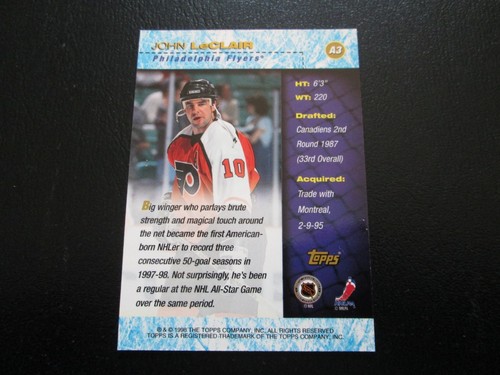 JOHN LeCLAIR
A3
Philadelphia Flyers
HT: 6'3"
WT: 220
Drafted:
Canadiens 2nd
Round 1987
(33rd Overall)
Acquired:
Trade with
Montreal,
2-9-95
10
Big winger who parlays brute
strength and magical touch around
the net became the first American-
born NHLer to record three
consecutive 50-goal seasons in
1997-98. Not surprisingly, he's been
a regular at the NHL All-Star Game
over the same period.
TOPPS
NHLPA
® & © 1998 THE TOPPS COMPANY, INC. ALL RIGHTS RESERVED
TOPPS IS A REGISTERED TRADEMARK OF THE TOPPS COMPANY, INC.